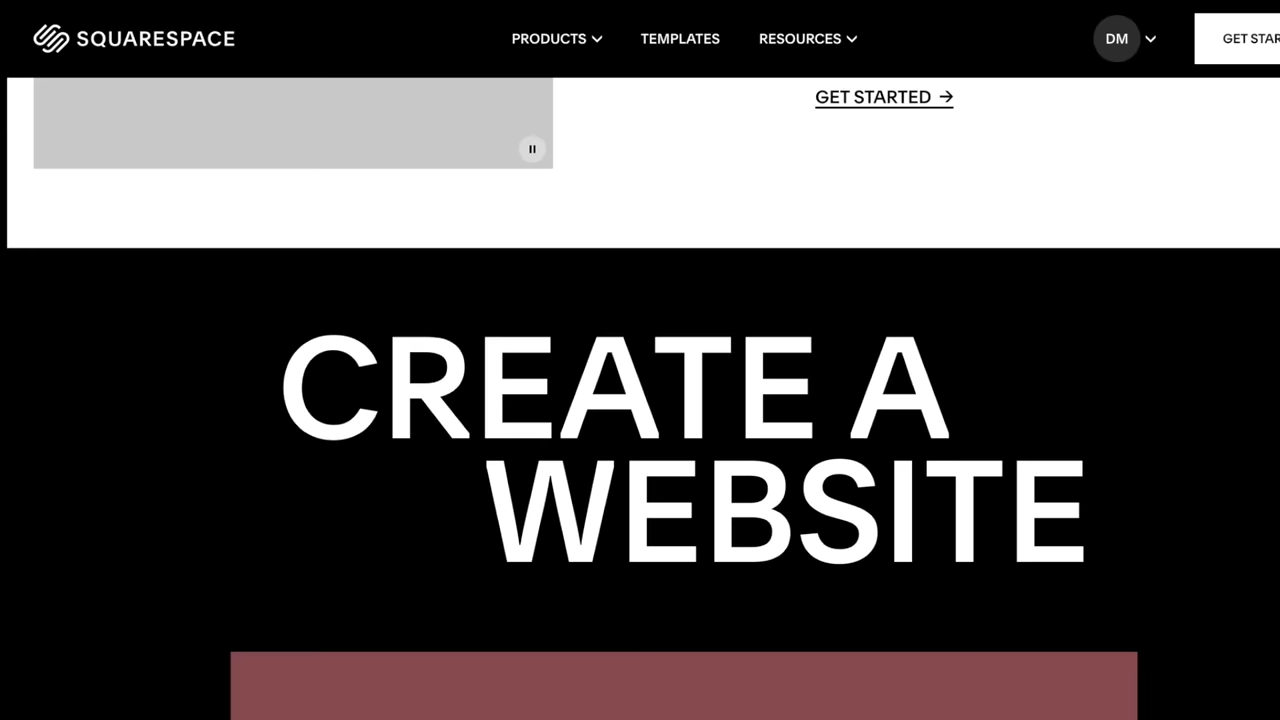 SQUARESPACE PRODUCTS TEMPLATES RESOURCES DM GET STAR
GET STARTED →
CREATE A
WEBSITE